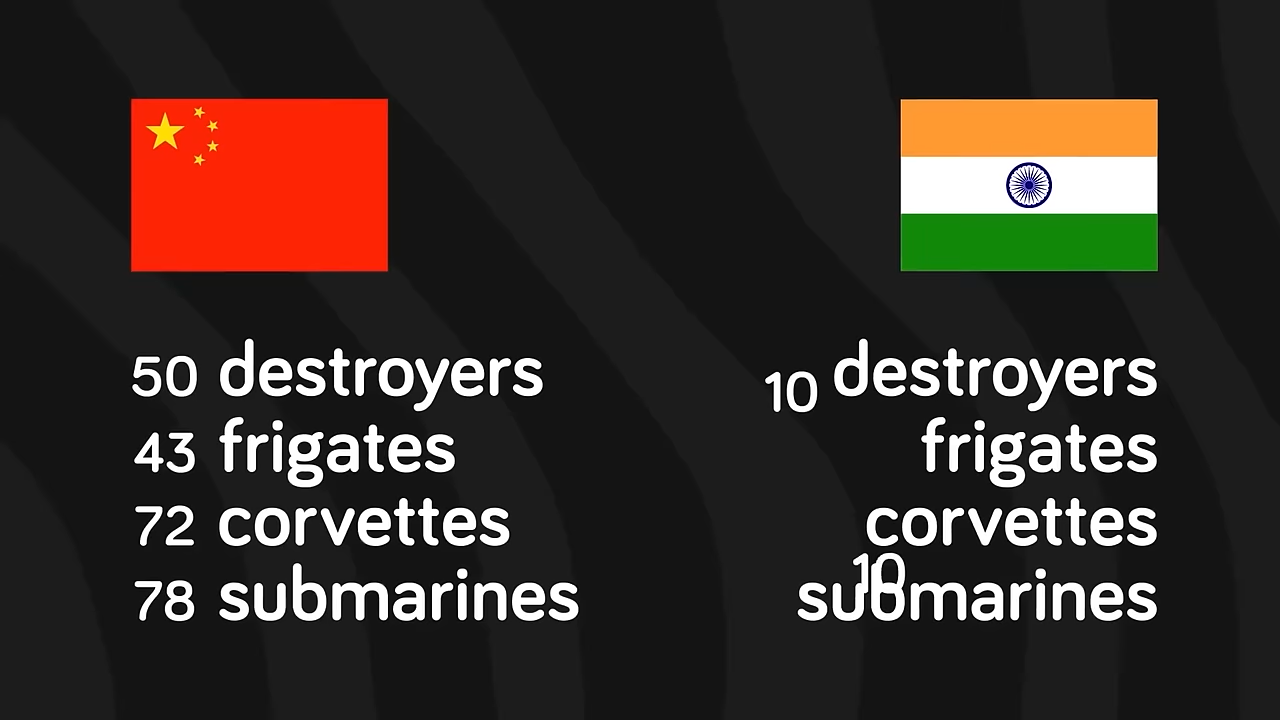 50 destroyers
43 frigates
72 corvettes
78 submarines
10 destroyers
frigates
corvettes
10
submarines